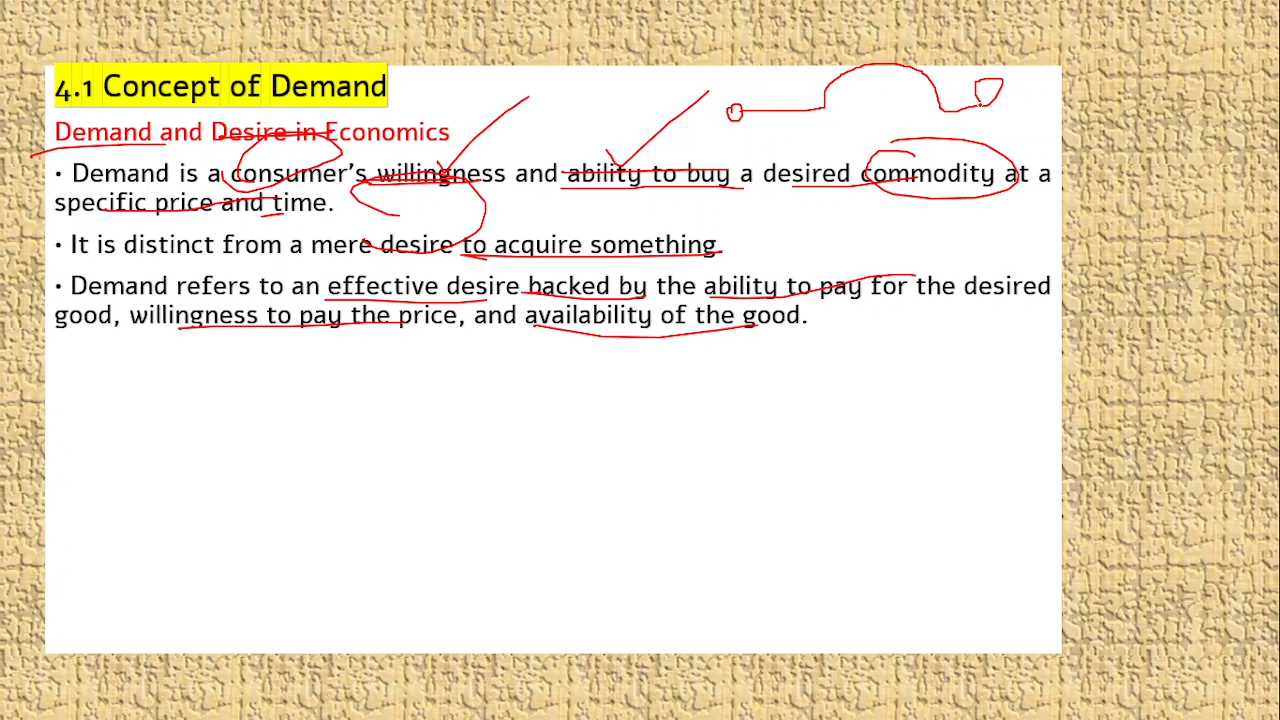 4.1 Concept of Demand
Demand and Desire in Economics
• Demand is a consumer's willingness and ability to buy a desired commodity at a
specific price and time.
• It is distinct from a mere desire to acquire something.
• Demand refers to an effective desire hacked by the ability to pay for the desired
good, willingness to pay the price, and availability of the good.